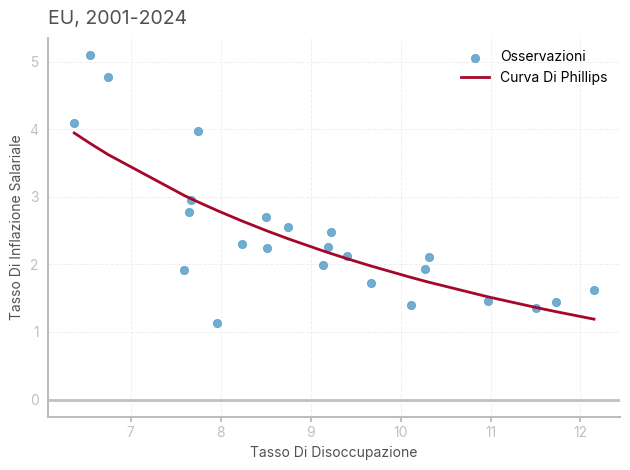 EU, 2001-2024
Osservazioni
Curva Di Phillips
Tasso Di Inflazione Salariale
5
4
3
2
1
0
7
8
9
10
11
12
Tasso Di Disoccupazione